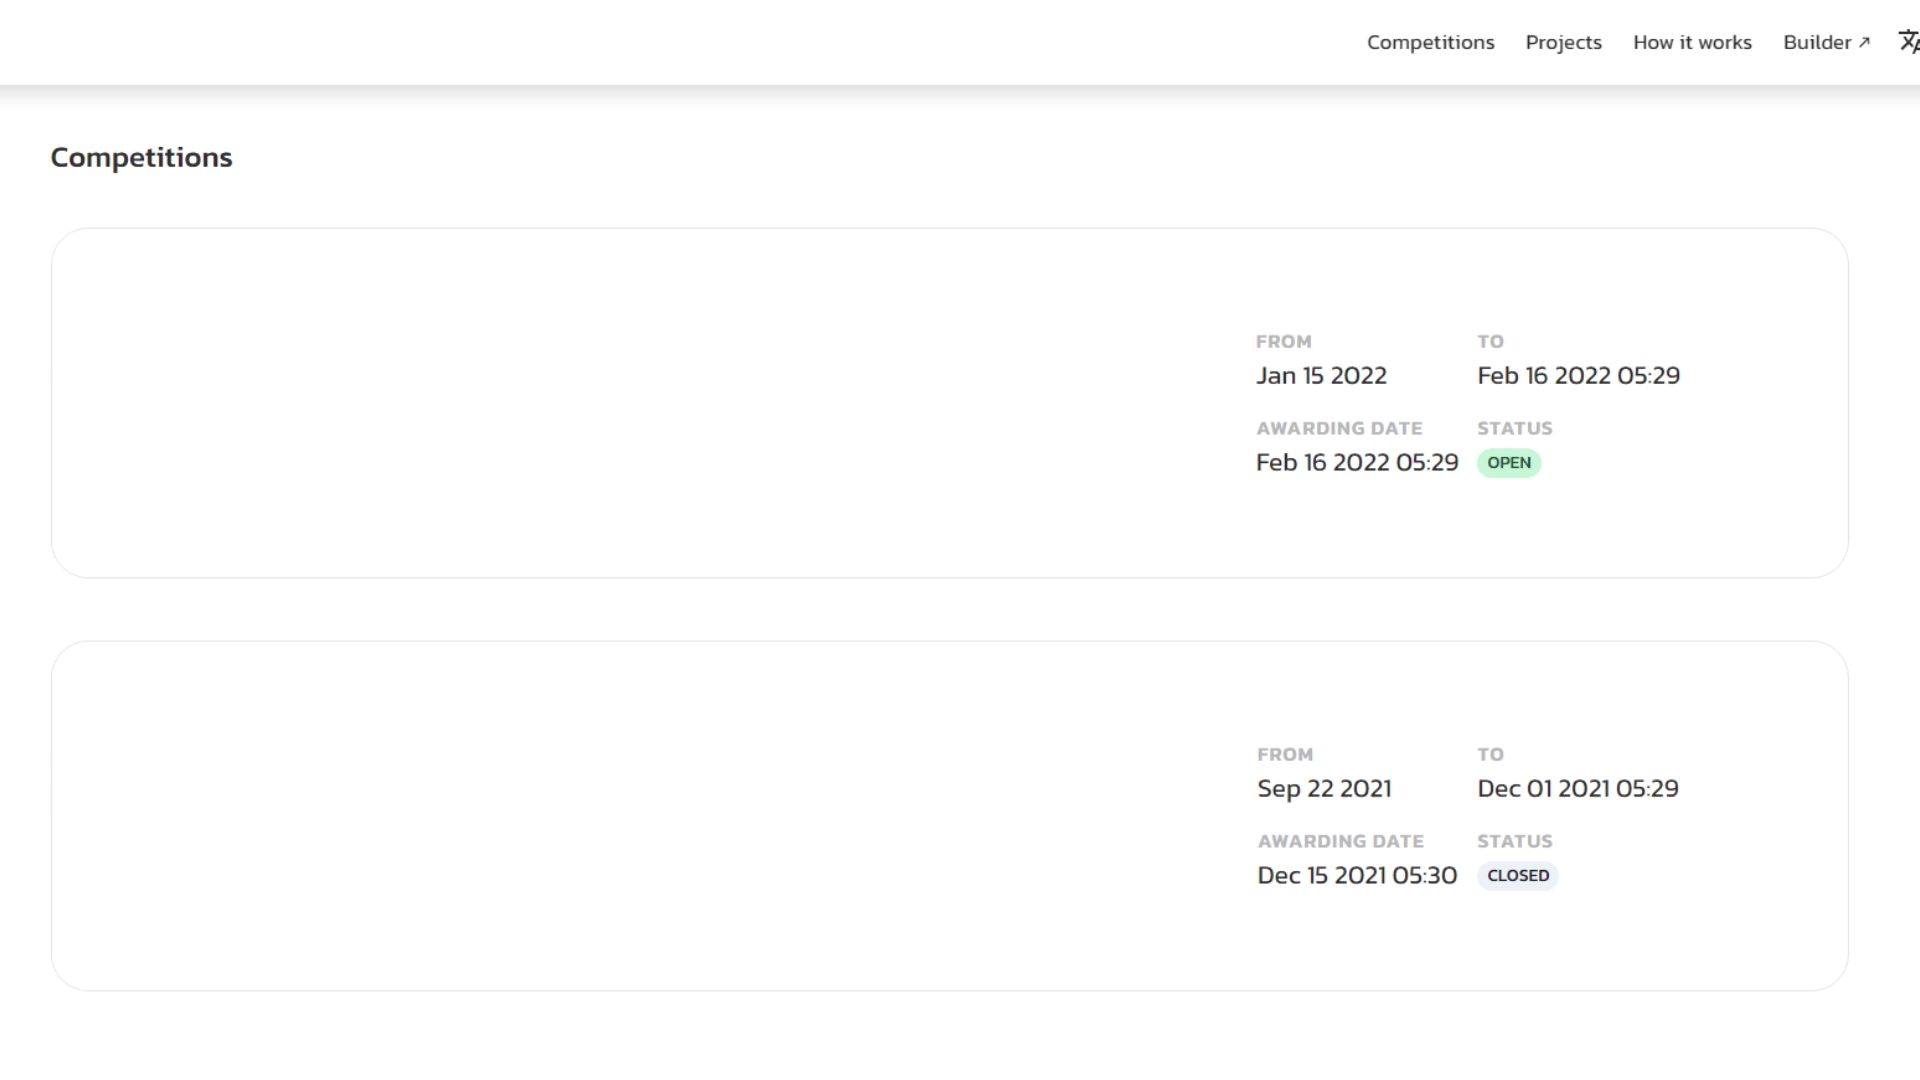 Competitions Projects How it works Builder ↗
Competitions
FROM TO
Jan 15 2022 Feb 16 2022 05:29
AWARDING DATE STATUS
Feb 16 2022 05:29 OPEN
FROM TO
Sep 22 2021 Dec 01 2021 05:29
AWARDING DATE STATUS
Dec 15 2021 05:30 CLOSED